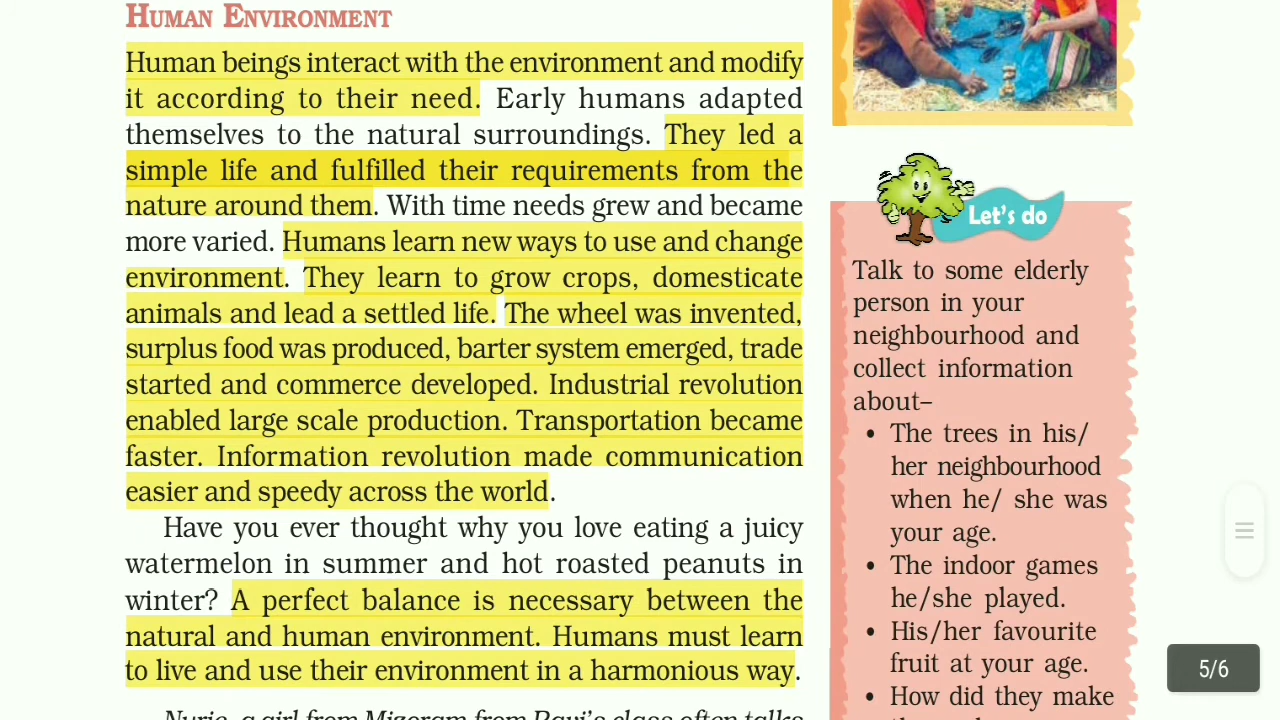 HUMAN ENVIRONMENT
Human beings interact with the environment and modify
it according to their need. Early humans adapted
themselves to the natural surroundings. They led a
simple life and fulfilled their requirements from the
nature around them. With time needs grew and became
more varied. Humans learn new ways to use and change
environment. They learn to grow crops, domesticate
animals and lead a settled life. The wheel was invented,
surplus food was produced, barter system emerged, trade
started and commerce developed. Industrial revolution
enabled large scale production. Transportation became
faster. Information revolution made communication
easier and speedy across the world.
Have you ever thought why you love eating a juicy
watermelon in summer and hot roasted peanuts in
winter? A perfect balance is necessary between the
natural and human environment. Humans must learn
to live and use their environment in a harmonious way.
a girl from Mizoram from Ravi's class often talks
Let's do
Talk to some elderly
person in your
neighbourhood and
collect information
about–
• The trees in his/
her neighbourhood
when he/ she was
your age.
• The indoor games
he/she played.
• His/her favourite
fruit at your age.
• How did they make
5/6